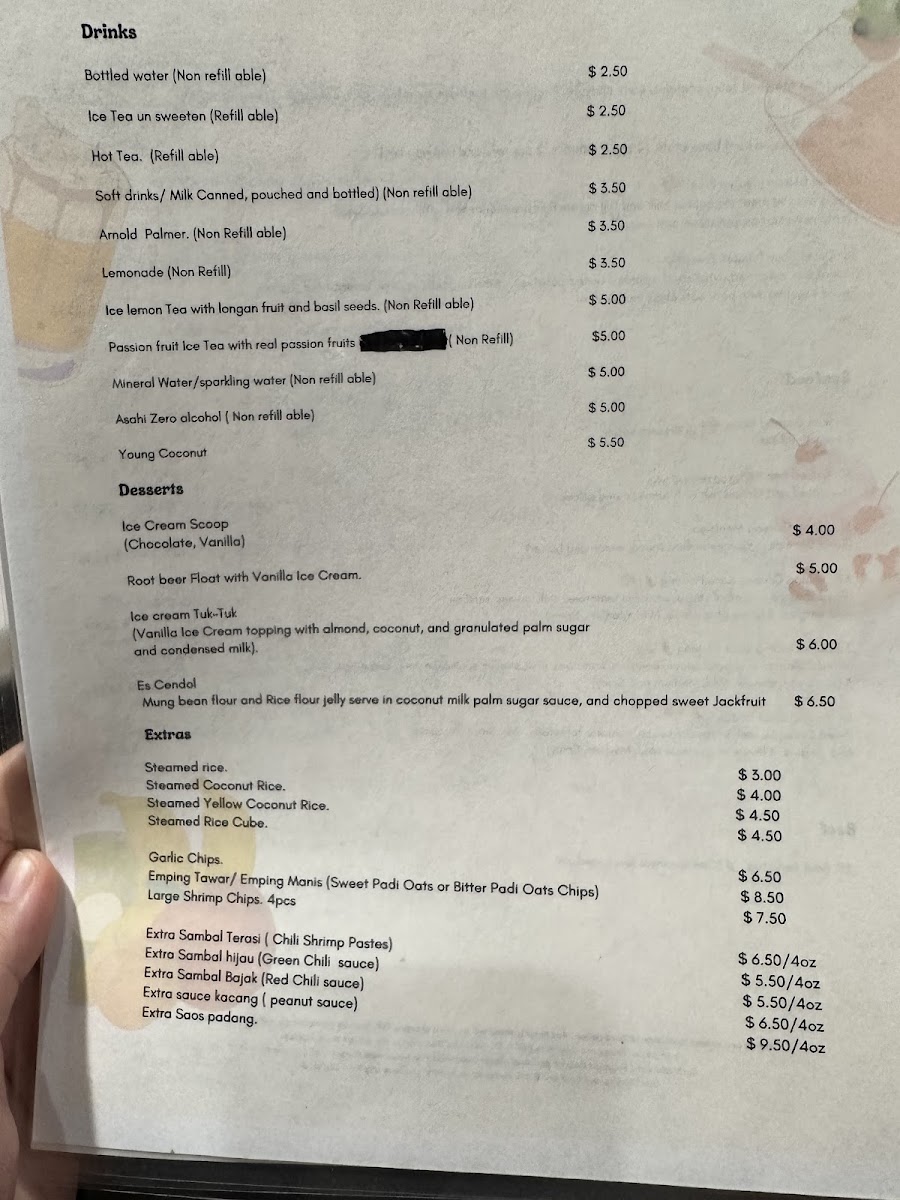 Drinks
Bottled water (Non refill able) $ 2.50
Ice Tea un sweeten (Refill able) $ 2.50
Hot Tea. (Refill able) $ 2.50
Soft drinks/ Milk Canned, pouched and bottled) (Non refill able) $ 3.50
Arnold Palmer. (Non Refill able) $ 3.50
Lemonade (Non Refill) $ 3.50
Ice lemon Tea with longan fruit and basil seeds. (Non Refill able) $ 5.00
Passion fruit Ice Tea with real passion fruits ( Non Refill) $5.00
Mineral Water/sparkling water (Non refill able) $ 5.00
Asahi Zero alcohol ( Non refill able) $ 5.00
Young Coconut $ 5.50
Desserts
Ice Cream Scoop
(Chocolate, Vanilla) $ 4.00
Root beer Float with Vanilla Ice Cream. $ 5.00
Ice cream Tuk-Tuk
(Vanilla Ice Cream topping with almond, coconut, and granulated palm sugar
and condensed milk). $ 6.00
Es Cendol
Mung bean flour and Rice flour jelly serve in coconut milk palm sugar sauce, and chopped sweet Jackfruit $ 6.50
Extras
Steamed rice. $ 3.00
Steamed Coconut Rice. $ 4.00
Steamed Yellow Coconut Rice. $ 4.50
Steamed Rice Cube. $ 4.50
Garlic Chips. $ 6.50
Emping Tawar/ Emping Manis (Sweet Padi Oats or Bitter Padi Oats Chips) $ 8.50
Large Shrimp Chips. 4pcs $ 7.50
Extra Sambal Terasi ( Chili Shrimp Pastes) $ 6.50/4oz
Extra Sambal hijau (Green Chili sauce) $ 5.50/4oz
Extra Sambal Bajak (Red Chili sauce) $ 5.50/4oz
Extra sauce kacang ( peanut sauce) $ 6.50/4oz
Extra Saos padang. $ 9.50/4oz